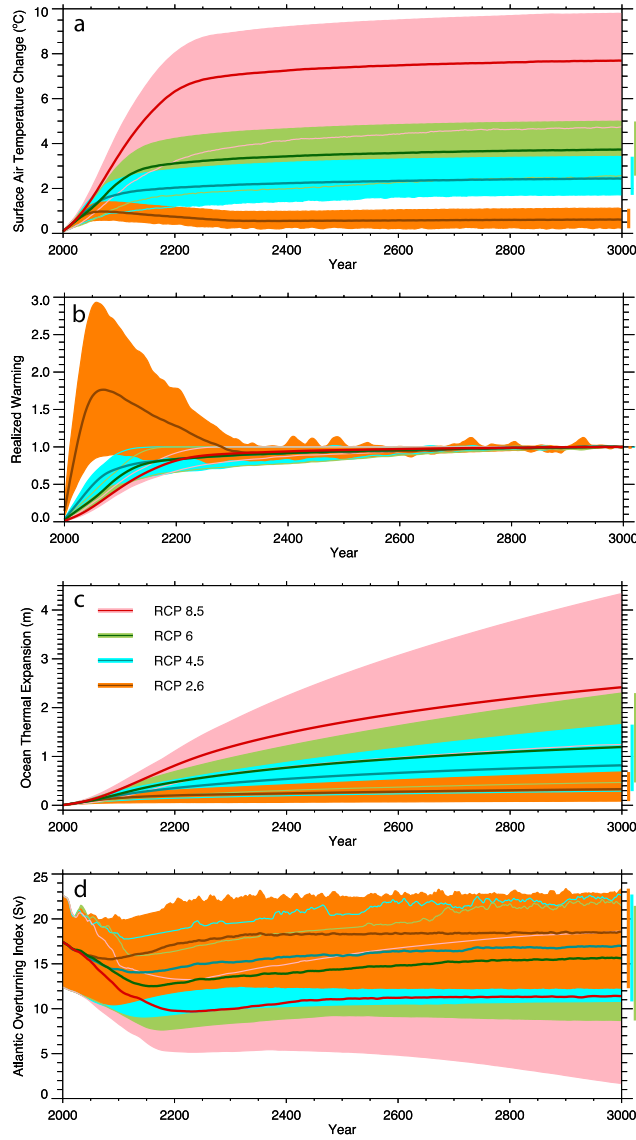 a
Surface Air Temperature Change (°C)
10
8
6
4
2
0
2000 2200 2400 2600 2800 3000
Year
b
Realized Warming
3.0
2.5
2.0
1.5
1.0
0.5
0.0
2000 2200 2400 2600 2800 3000
Year
c
Ocean Thermal Expansion (m)
RCP 8.5
RCP 6
RCP 4.5
RCP 2.6
4
3
2
1
0
2000 2200 2400 2600 2800 3000
Year
d
Atlantic Overturning Index (Sv)
25
20
15
10
5
0
2000 2200 2400 2600 2800 3000
Year